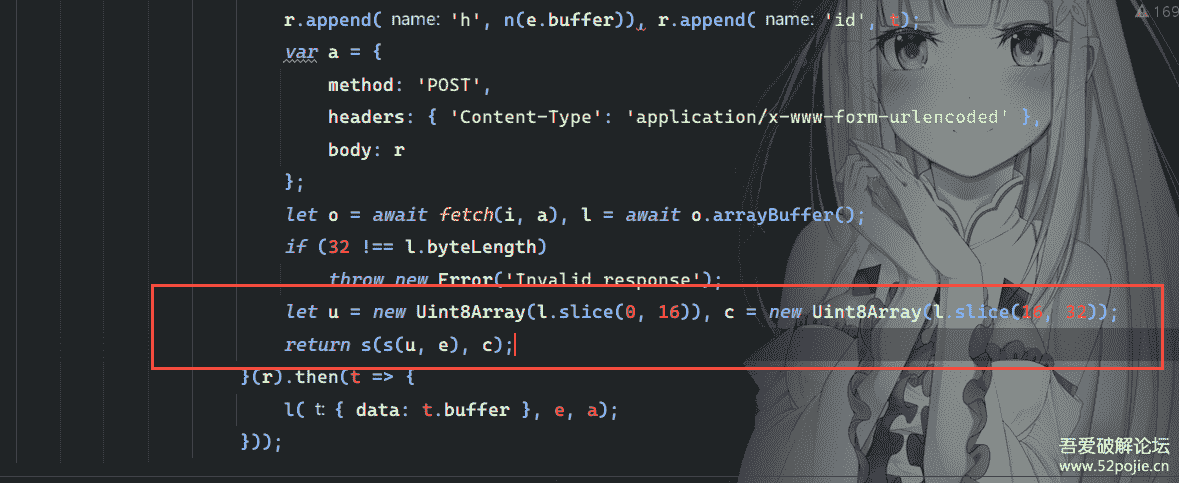 169
r.append( name: 'h', n(e.buffer)), r.append( name: 'id', t);
var a = {
method: 'POST',
headers: { 'Content-Type': 'application/x-www-form-urlencoded' },
body: r
};
let o = await fetch(i, a), l = await o.arrayBuffer();
if (32 !== l.byteLength)
throw new Error('Invalid response');
let u = new Uint8Array(l.slice(0, 16)), c = new Uint8Array(l.slice(16, 32));
return s(s(u, e), c);
}(r).then(t => {
l( t: { data: t.buffer }, e, a);
}));
吾爱破解论坛
www.52pojie.cn